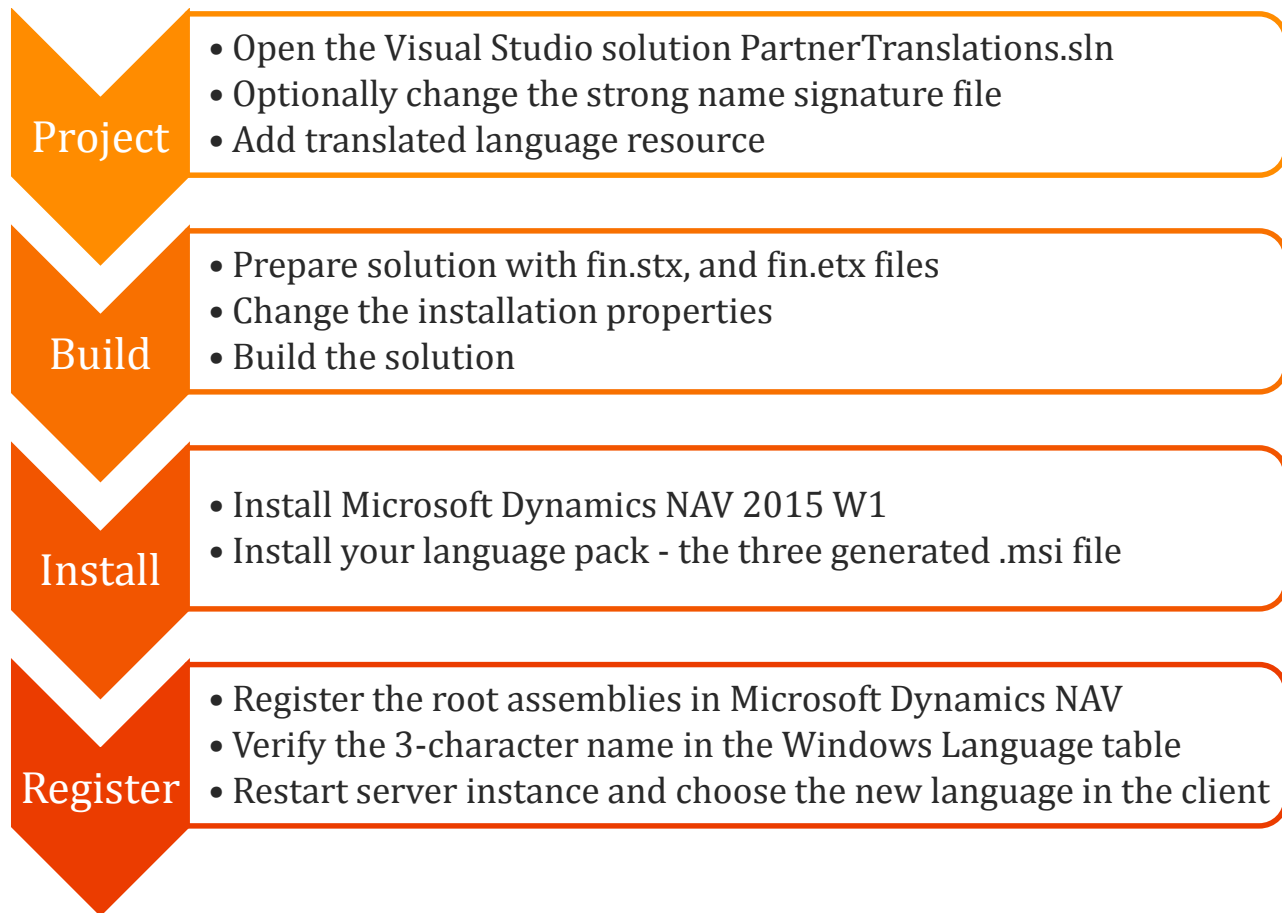 Project
• Open the Visual Studio solution PartnerTranslations.sln
• Optionally change the strong name signature file
• Add translated language resource
Build
• Prepare solution with fin.stx, and fin.etx files
• Change the installation properties
• Build the solution
Install
• Install Microsoft Dynamics NAV 2015 W1
• Install your language pack - the three generated .msi file
Register
• Register the root assemblies in Microsoft Dynamics NAV
• Verify the 3-character name in the Windows Language table
• Restart server instance and choose the new language in the client